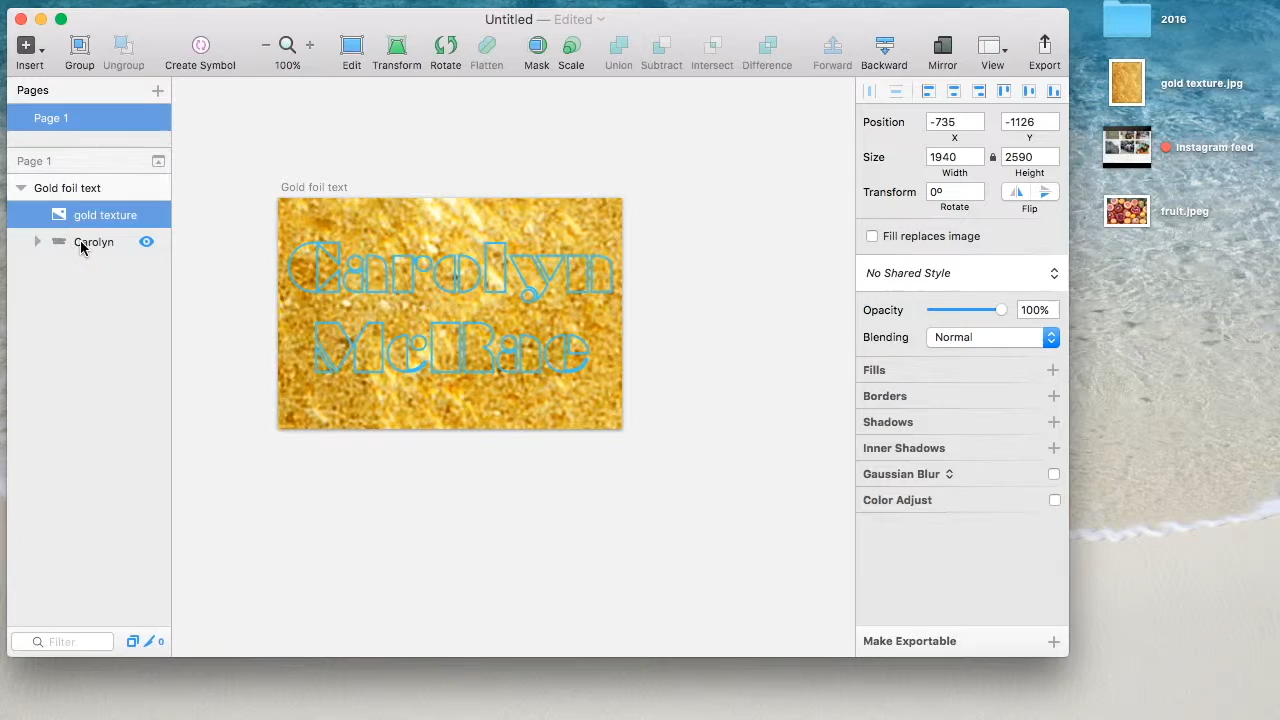 Untitled — Edited
Insert
Group
Ungroup
Create Symbol
100%
Edit
Transform
Rotate
Flatten
Mask
Scale
Union
Subtract
Intersect
Difference
Forward
Backward
Mirror
View
Export
2016
gold texture.jpg
Instagram feed
fruit.jpeg
Pages
Page 1
Page 1
Gold foil text
gold texture
Carolyn
Filter
0
Gold foil text
Carolyn
McRae
Position
-735
-1126
X
Y
Size
1940
2590
Width
Height
Transform
0º
Rotate
Flip
Fill replaces image
No Shared Style
Opacity
100%
Blending
Normal
Fills
Borders
Shadows
Inner Shadows
Gaussian Blur
Color Adjust
Make Exportable